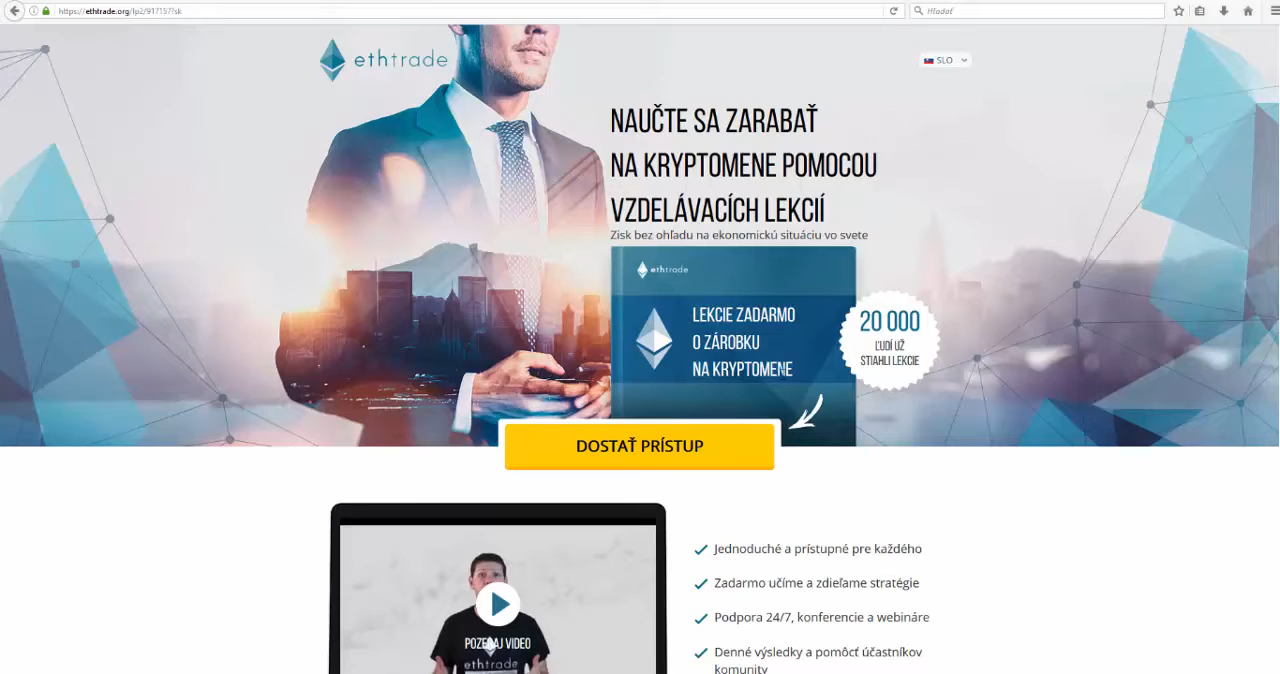 https://ethtrade.org/lp2/917157?sk
Hľadať
ethtrade
SLO
NAUČTE SA ZARABAŤ
NA KRYPTOMENE POMOCOU
VZDELÁVACÍCH LEKCIÍ
Zisk bez ohľadu na ekonomickú situáciu vo svete
ethtrade
LEKCIE ZADARMO
O ZÁROBKU
NA KRYPTOMENE
20 000
ĽUDÍ UŽ
STIAHLI LEKCIE
DOSTAŤ PRÍSTUP
POZERAJ VIDEO
ethtrade
Jednoduché a prístupné pre každého
Zadarmo učíme a zdieľame stratégie
Podpora 24/7, konferencie a webináre
Denné výsledky a pomôcť účastníkov
komunity